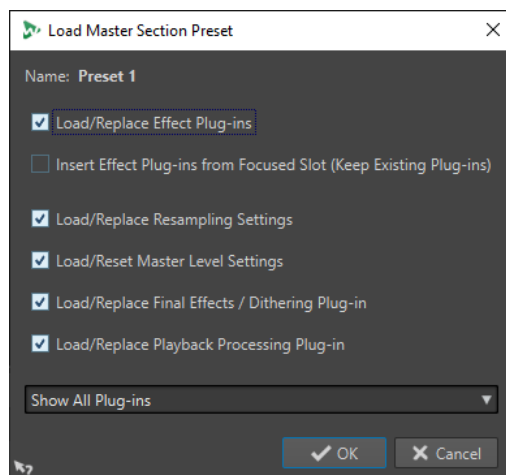 Load Master Section Preset
Name: Preset 1
Load/Replace Effect Plug-ins
Insert Effect Plug-ins from Focused Slot (Keep Existing Plug-ins)
Load/Replace Resampling Settings
Load/Reset Master Level Settings
Load/Replace Final Effects / Dithering Plug-in
Load/Replace Playback Processing Plug-in
Show All Plug-ins
OK Cancel